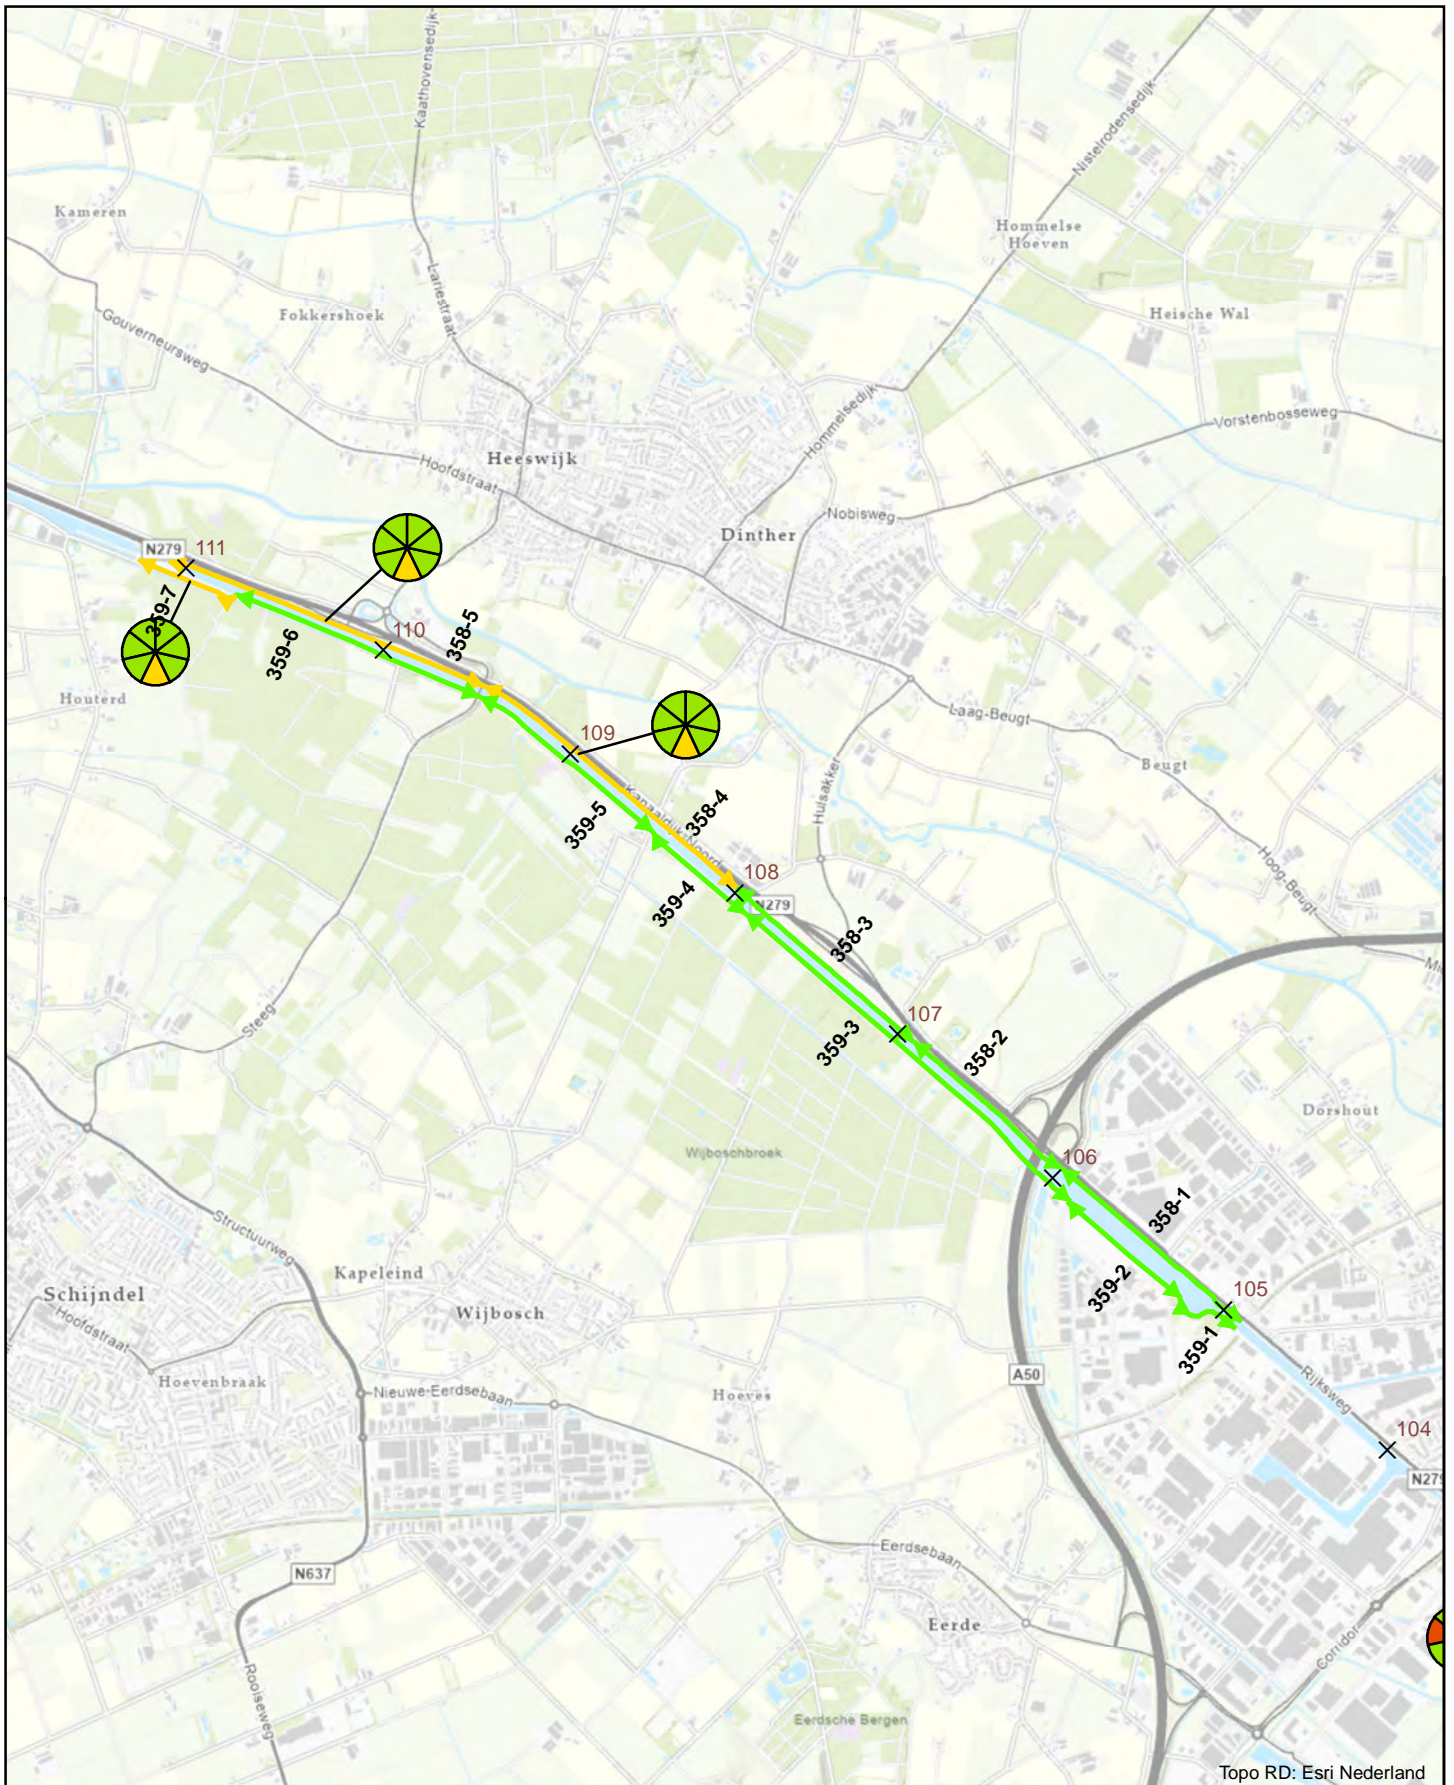 Kaathovensedijk
Nistelrodensedijk
Kameren
Hommelse
Hoeven
Lariestraat
Fokkershoek
Heische Wal
Gouverneursweg
Hommelsedijk
Vorstenbosseweg
Heeswijk
Hoofdstraat
Nobisweg
Dinther
N279
111
359-7
110
358-5
359-6
Houterd
Laag-Beugt
109
Beugt
Hulsakker
Kanaaldijk-Noord
358-4
359-5
108
Hoog-Beugt
N279
359-4
358-3
Steeg
107
359-3
358-2
Dorshout
Wijboschbroek
106
358-1
Structuurweg
Kapeleind
359-2
Schijndel
105
Wijbosch
Hoofdstraat
359-1
A50
Hoevenbraak
Nieuwe-Eerdsebaan
Hoeves
Rijksweg
104
N279
Eerdsebaan
N637
Eerde
Corridor
Rooiseweg
Eerdsche Bergen
Topo RD: Esri Nederland